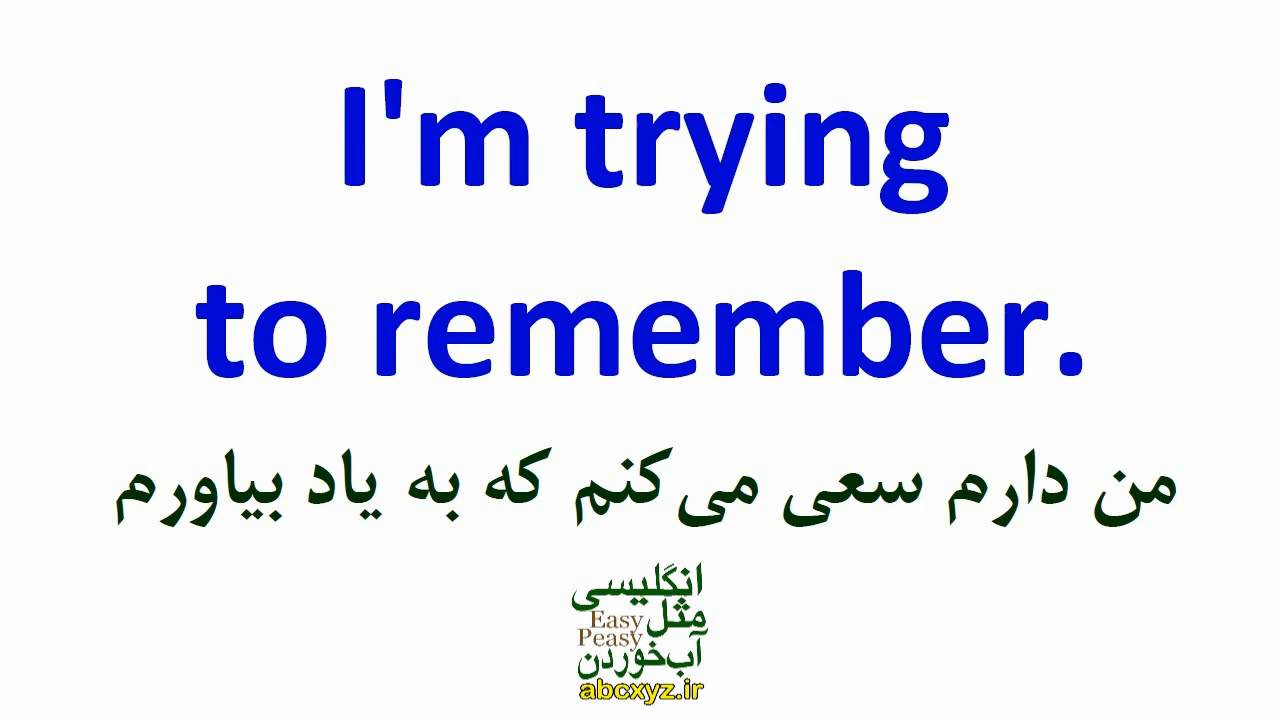 I'm trying
to remember.
من دارم سعی می‌کنم که به یاد بیاورم
انگلیسی
مثل
Easy
Peasy
آب‌خوردن
abcxyz.ir